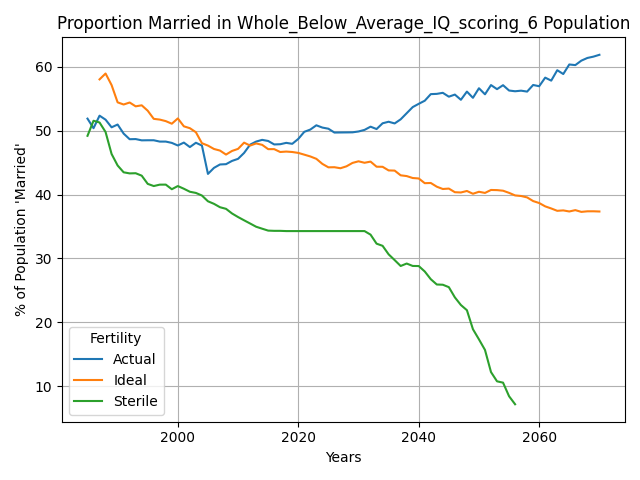 Proportion Married in Whole_Below_Average_IQ_scoring_6 Population
% of Population 'Married'
60
50
40
30
20
10
Fertility
Actual
Ideal
Sterile
2000
2020
2040
2060
Years